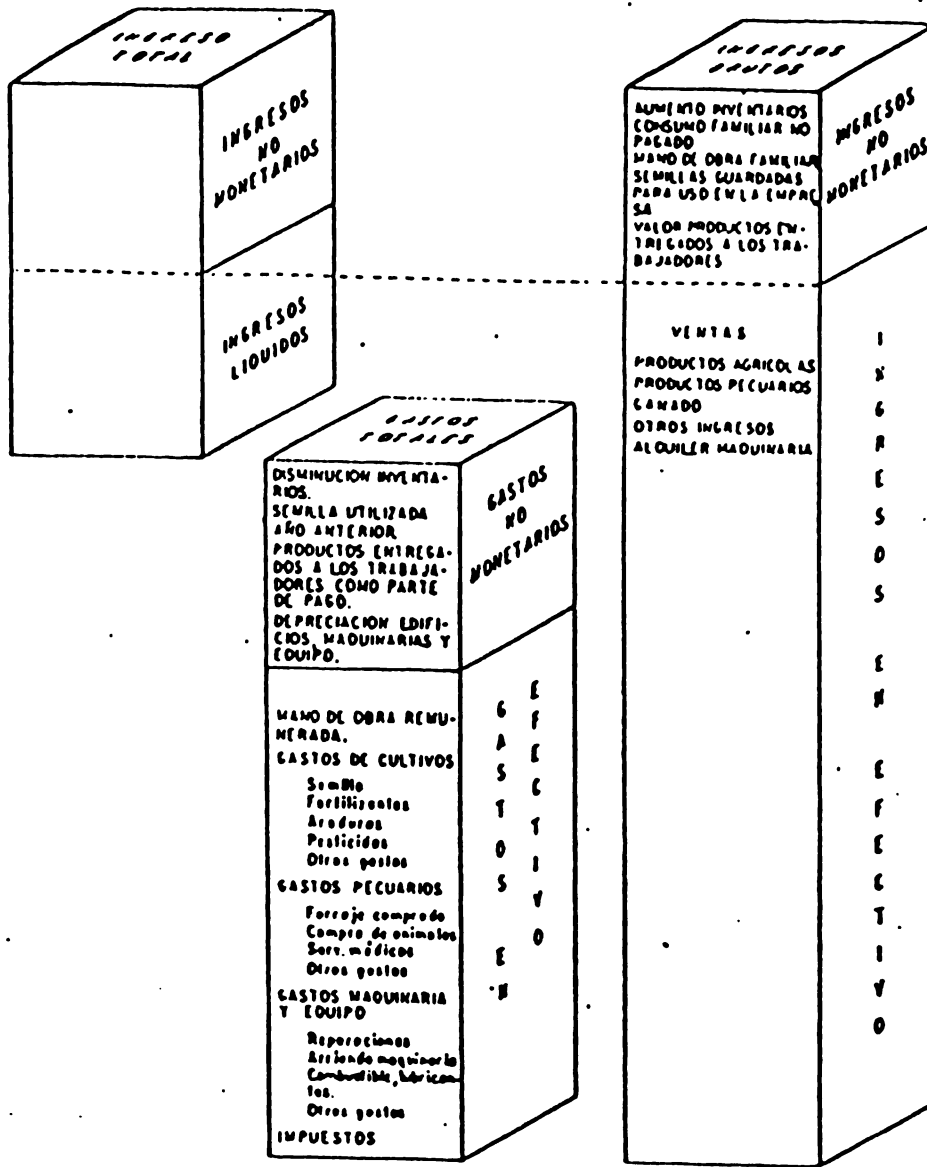 INGRESO
TOTAL
INGRESOS
NO
MONETARIOS
INGRESOS
LIQUIDOS
GASTOS
TOTALES
DISMINUCION INVENTA-
RIOS.
SEMILLA UTILIZADA
AÑO ANTERIOR
PRODUCTOS ENTREGA-
DOS A LOS TRABAJA-
DORES COMO PARTE
DE PAGO.
DEPRECIACION EDIFI-
CIOS, MAQUINARIAS Y
EQUIPO.
GASTOS
NO
MONETARIOS
MANO DE OBRA REMU-
NERADA.
GASTOS DE CULTIVOS
Semilla
Fertilizantes
Araduras
Pesticidas
Otros gastos
GASTOS PECUARIOS
Forraje comprado
Compra de animales
Serv. médicos
Otros gastos
GASTOS MAQUINARIA
Y EQUIPO
Reparaciones
Arriendo maquinaria
Combustible, lubrican-
tes.
Otros gastos
IMPUESTOS
GASTOS EN
EFECTIVO
INGRESOS
BRUTOS
AUMENTO INVENTARIOS
CONSUMO FAMILIAR NO
PAGADO
MANO DE OBRA FAMILIAR
SEMILLAS GUARDADAS
PARA USO EN LA EMPRE
SA
VALOR PRODUCTOS EN-
TREGADOS A LOS TRA-
BAJADORES
INGRESOS
NO
MONETARIOS
VENTAS
PRODUCTOS AGRICOLAS
PRODUCTOS PECUARIOS
GANADO
OTROS INGRESOS
ALQUILER MAQUINARIA
INGRESOS EN EFECTIVO